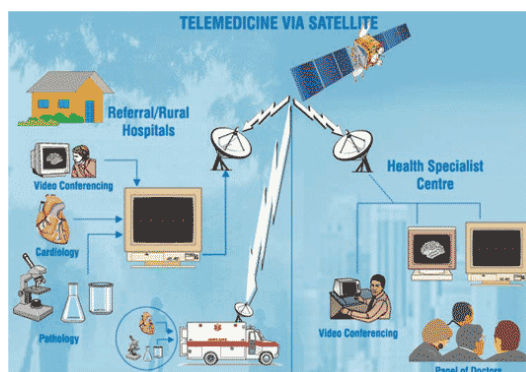 TELEMEDICINE VIA SATELLITE
Referral/Rural
Hospitals
Video Conferencing
Cardiology
Pathology
Health Specialist
Centre
Video Conferencing
Panel of Doctors